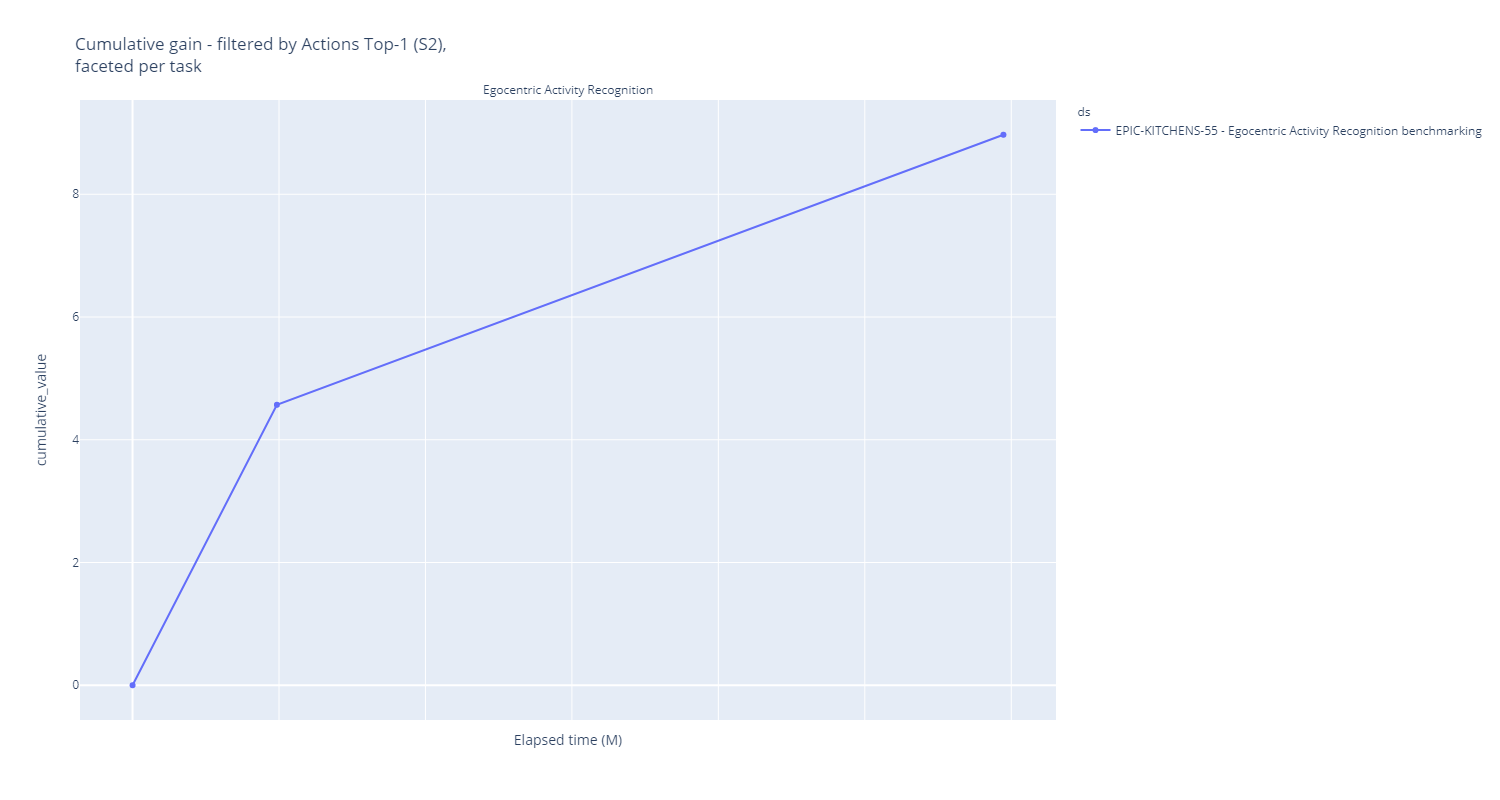 Cumulative gain - filtered by Actions Top-1 (S2),
faceted per task
Egocentric Activity Recognition
ds
EPIC-KITCHENS-55 - Egocentric Activity Recognition benchmarking
8
6
4
2
0
cumulative_value
Elapsed time (M)